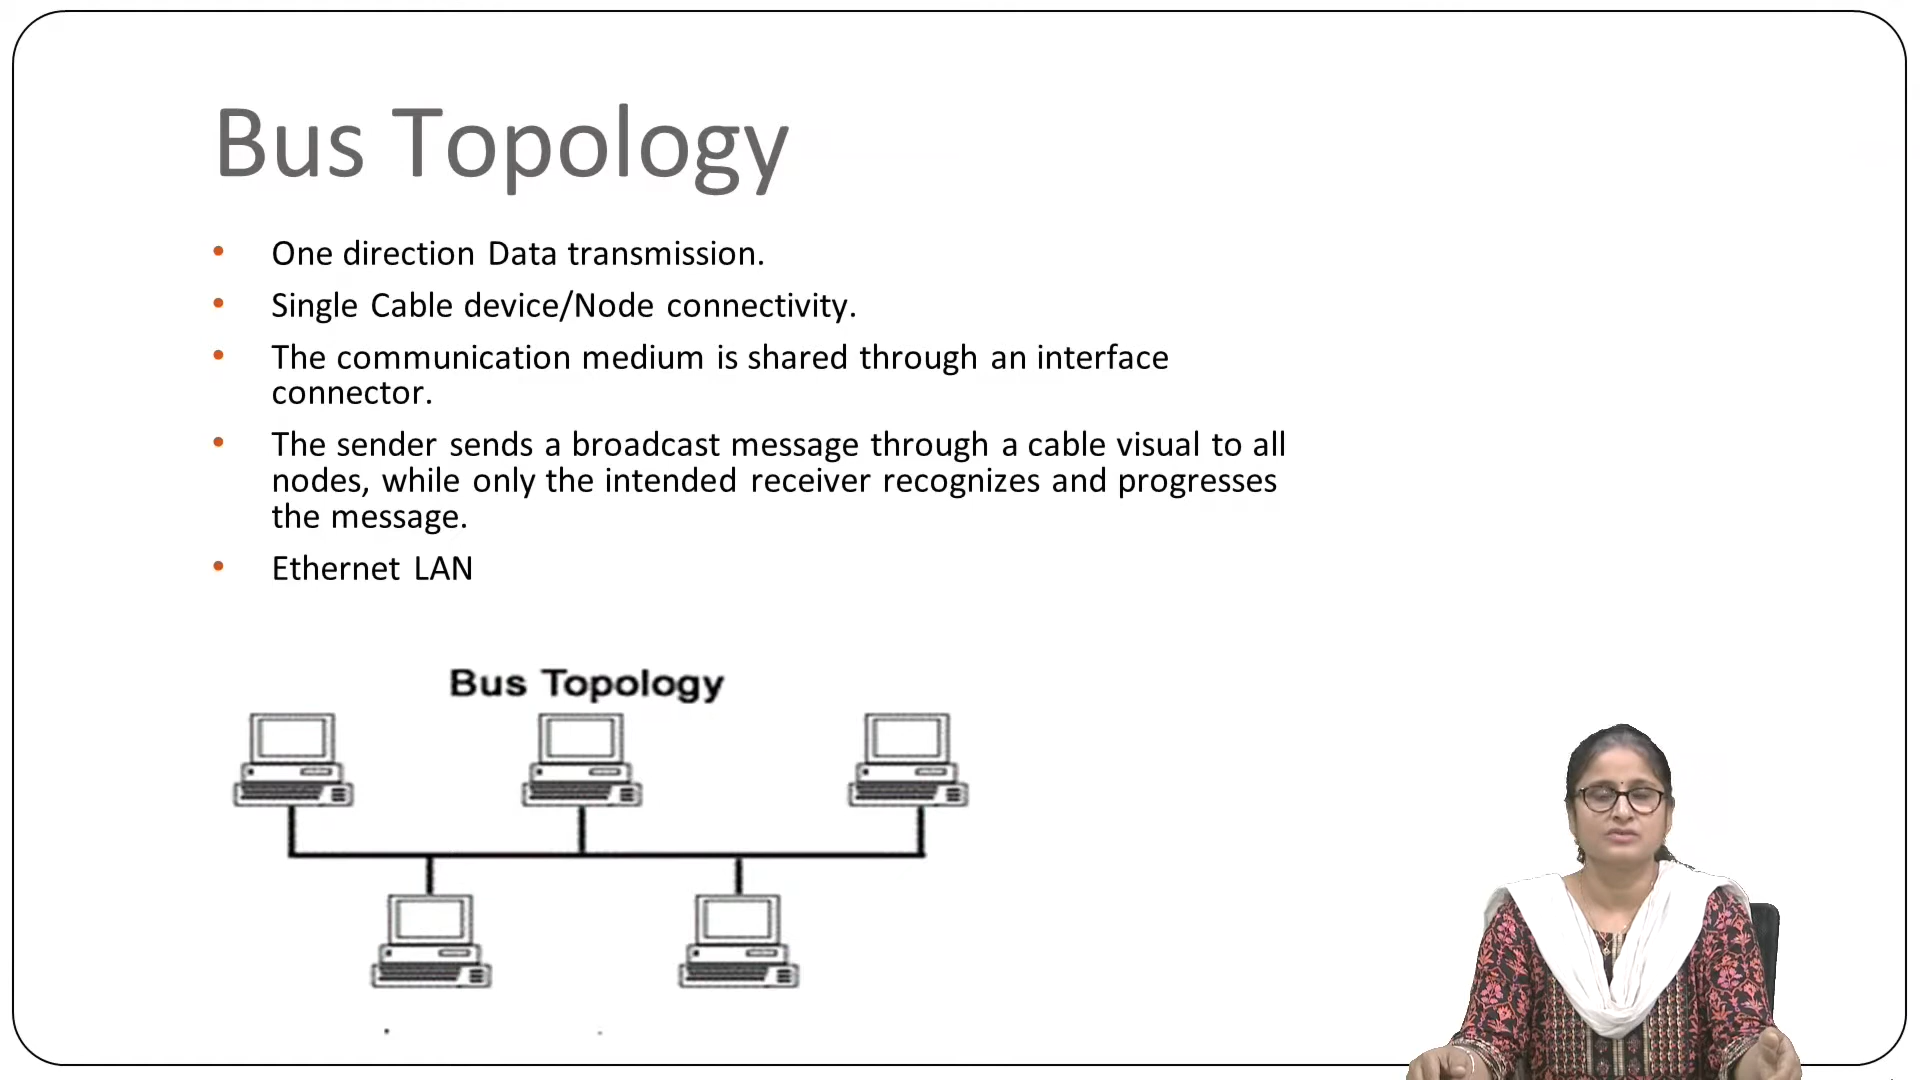 Bus Topology
• One direction Data transmission.
• Single Cable device/Node connectivity.
• The communication medium is shared through an interface
connector.
• The sender sends a broadcast message through a cable visual to all
nodes, while only the intended receiver recognizes and progresses
the message.
• Ethernet LAN
Bus Topology